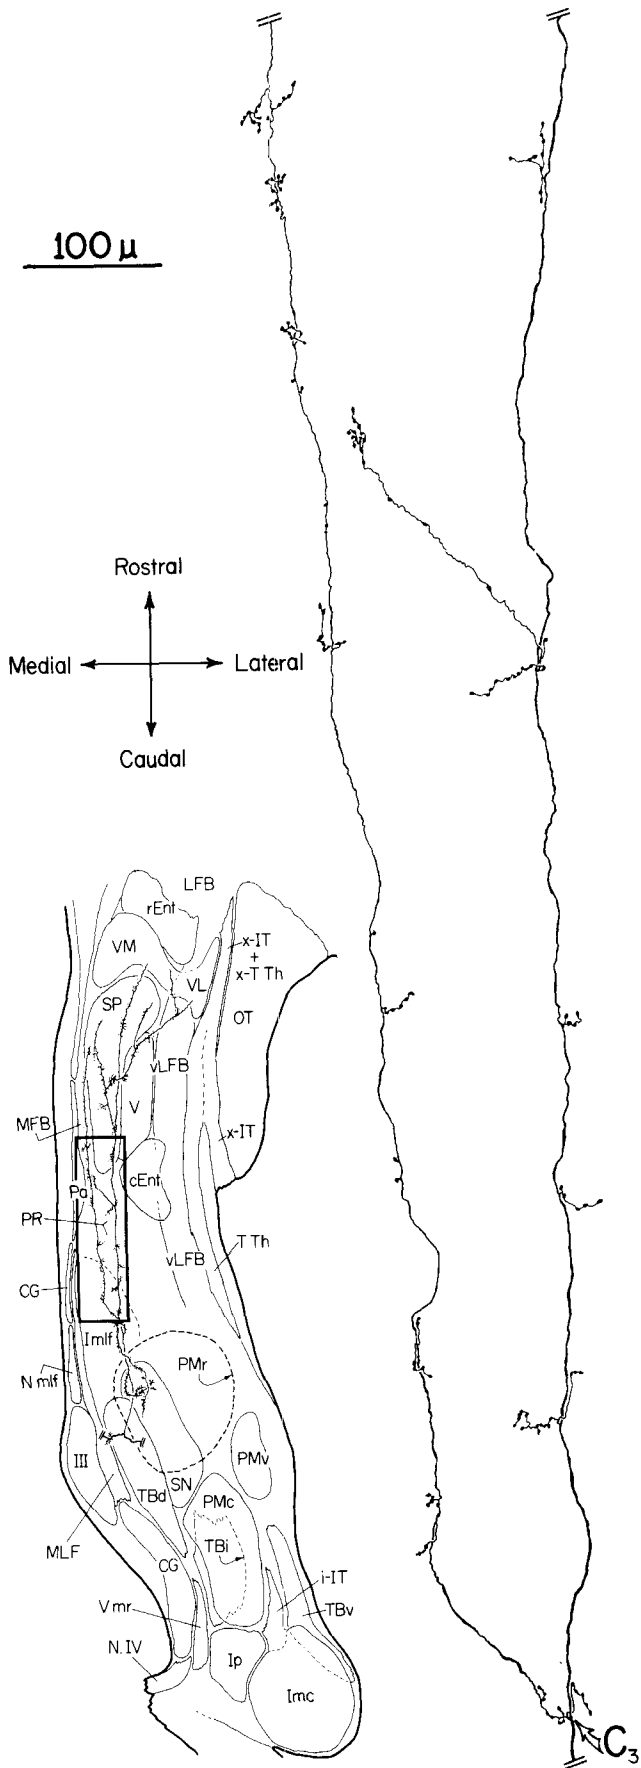 100 µ
Rostral
Medial
Lateral
Caudal
LFB
rEnt
VM
x-IT
+
x-T Th
VL
SP
OT
vLFB
V
MFB
x-IT
cEnt
Pa
PR
T Th
vLFB
CG
Imlf
PMr
N mlf
III
PMv
SN
TBd
PMc
MLF
TBi
CG
i-IT
V mr
TBv
N. IV
Ip
Imc
C3